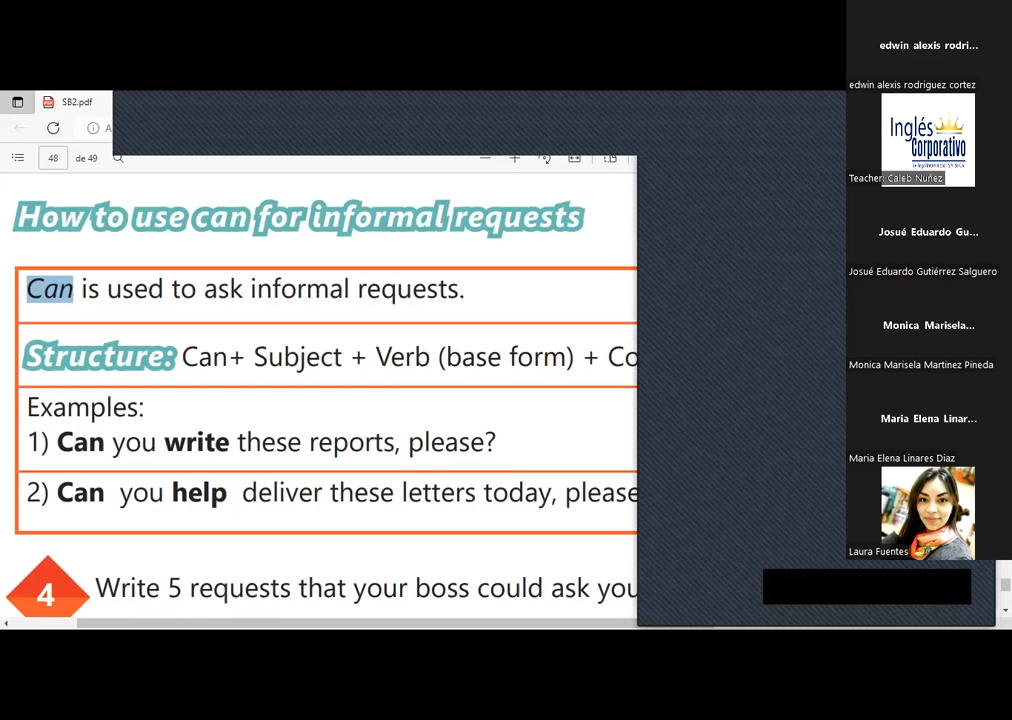 SB2.pdf
A
48 de 49
How to use can for informal requests
Can is used to ask informal requests.
Structure: Can+ Subject + Verb (base form) + Co
Examples:
1) Can you write these reports, please?
2) Can you help deliver these letters today, please
4 Write 5 requests that your boss could ask you
edwin alexis rodri...
edwin alexis rodriguez cortez
Inglés
Corporativo
Teacher: Caleb Nuñez
Josué Eduardo Gu...
Josué Eduardo Gutiérrez Salguero
Monica Marisela...
Monica Marisela Martinez Pineda
Maria Elena Linar...
Maria Elena Linares Diaz
Laura Fuentes